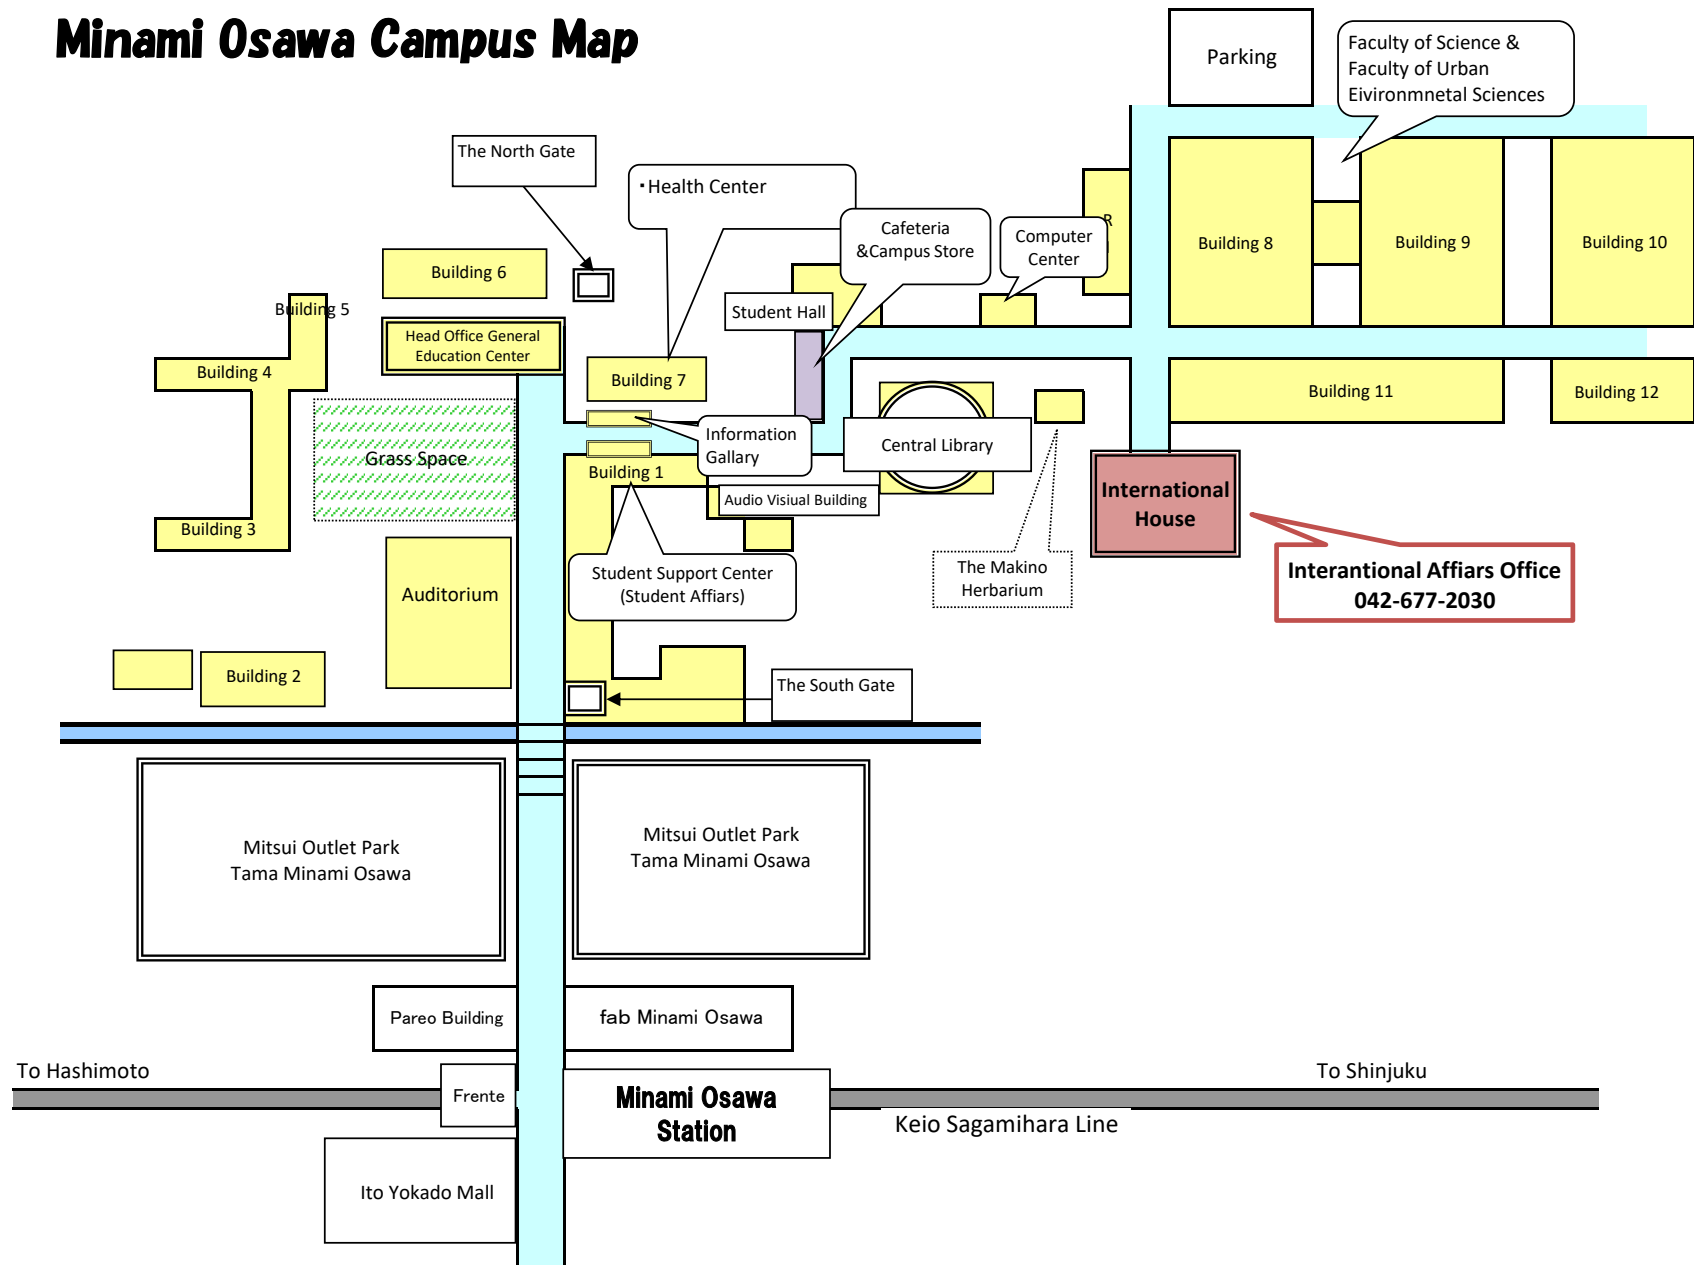 Minami Osawa Campus Map
Parking
Faculty of Science &
Faculty of Urban
Eivironmnetal Sciences
The North Gate
・Health Center
Cafeteria
&Campus Store
Computer
Center
R
Building 8
Building 9
Building 10
Building 6
Building 5
Student Hall
Head Office General
Education Center
Building 4
Building 7
Building 11
Building 12
Information
Gallary
Central Library
Grass Space
Building 1
Audio Visiual Building
International
House
Building 3
Student Support Center
(Student Affiars)
The Makino
Herbarium
Interantional Affiars Office
042-677-2030
Auditorium
Building 2
The South Gate
Mitsui Outlet Park
Tama Minami Osawa
Mitsui Outlet Park
Tama Minami Osawa
Pareo Building
fab Minami Osawa
To Hashimoto
To Shinjuku
Frente
Minami Osawa
Station
Keio Sagamihara Line
Ito Yokado Mall